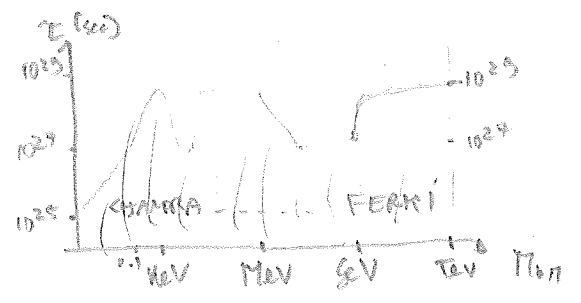 τ (sec)
10^29
10^29
10^27
10^27
10^25
CHANDRA FERMI
0.1 KeV MeV GeV TeV M_DM